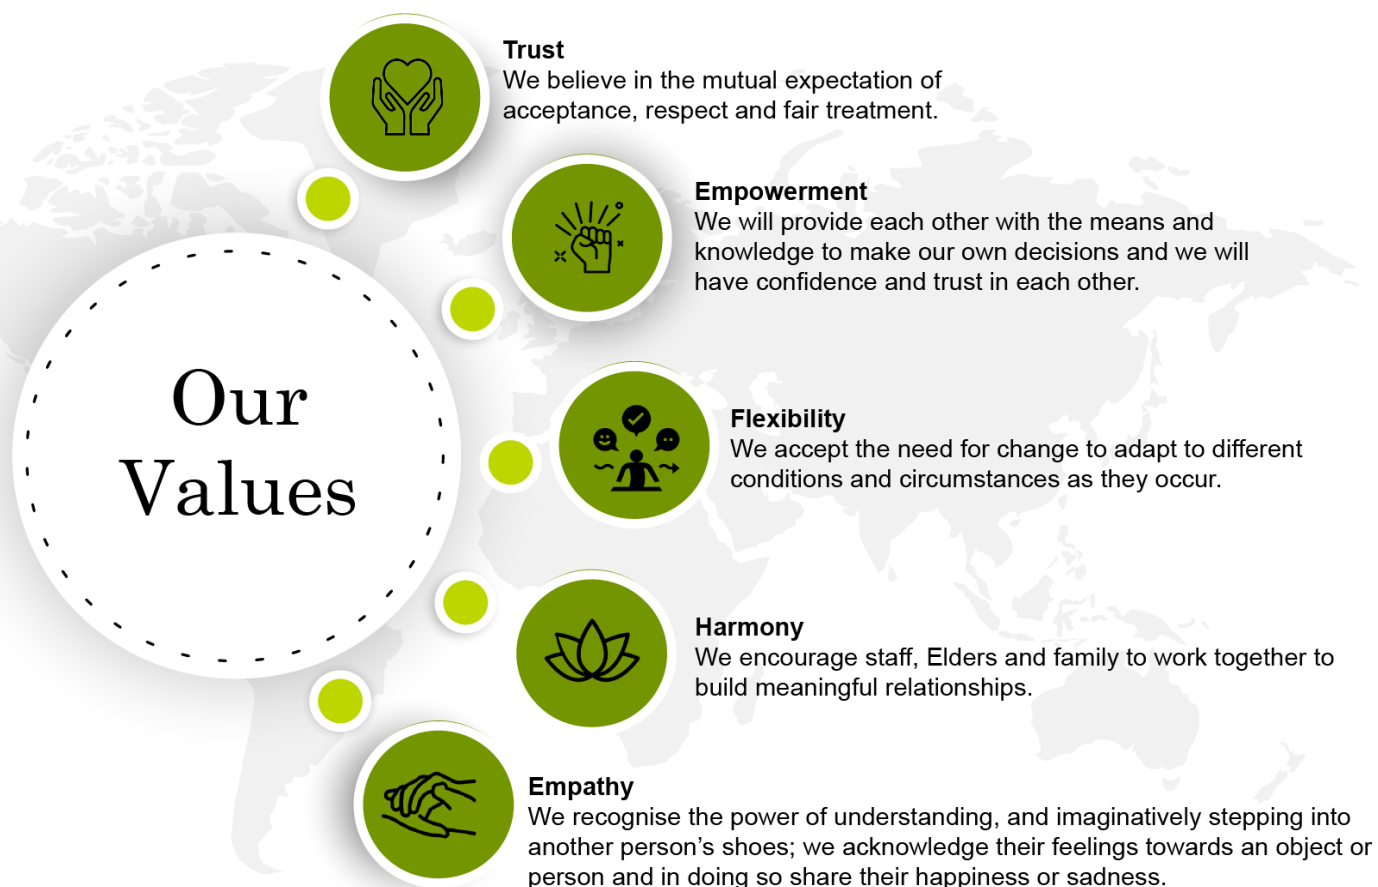 Our
Values
Trust
We believe in the mutual expectation of
acceptance, respect and fair treatment.
Empowerment
We will provide each other with the means and
knowledge to make our own decisions and we will
have confidence and trust in each other.
Flexibility
We accept the need for change to adapt to different
conditions and circumstances as they occur.
Harmony
We encourage staff, Elders and family to work together to
build meaningful relationships.
Empathy
We recognise the power of understanding, and imaginatively stepping into
another person’s shoes; we acknowledge their feelings towards an object or
person and in doing so share their happiness or sadness.